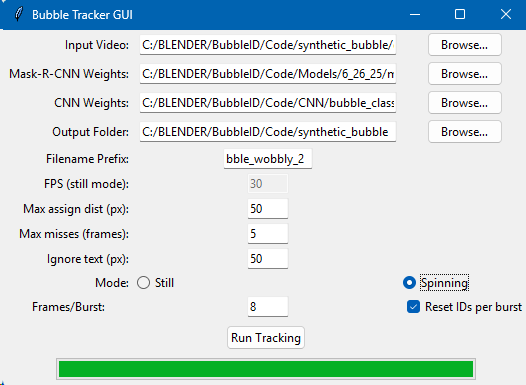 Bubble Tracker GUI
Input Video: C:/BLENDER/BubbleID/Code/synthetic_bubble/ Browse...
Mask-R-CNN Weights: C:/BLENDER/BubbleID/Code/Models/6_26_25/m Browse...
CNN Weights: C:/BLENDER/BubbleID/Code/CNN/bubble_class Browse...
Output Folder: C:/BLENDER/BubbleID/Code/synthetic_bubble Browse...
Filename Prefix: bble_wobbly_2
FPS (still mode): 30
Max assign dist (px): 50
Max misses (frames): 5
Ignore text (px): 50
Mode: Still Spinning
Frames/Burst: 8 Reset IDs per burst
Run Tracking